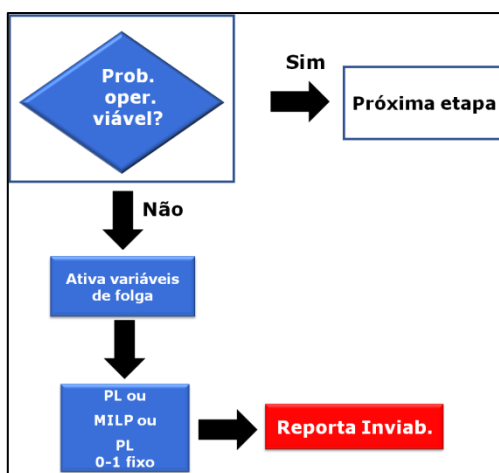 Prob.
oper.
viável?
Sim
Próxima etapa
Não
Ativa variáveis
de folga
PL ou
MILP ou
PL
0-1 fixo
Reporta Inviab.